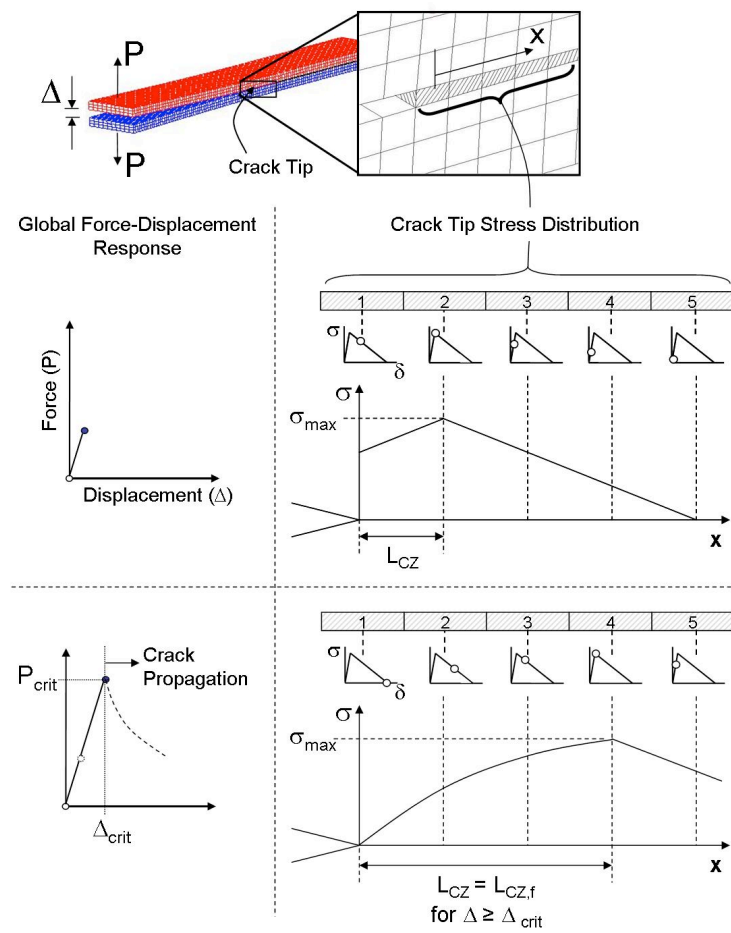 P
Δ
P
x
Crack Tip
Global Force-Displacement
Response
Crack Tip Stress Distribution
1 2 3 4 5
σ
δ
σ
σmax
Force (P)
Displacement (Δ)
LCZ
x
1 2 3 4 5
σ
δ
σ
σmax
Pcrit
Crack
Propagation
Δcrit
x
LCZ = LCZ,f
for Δ ≥ Δ crit